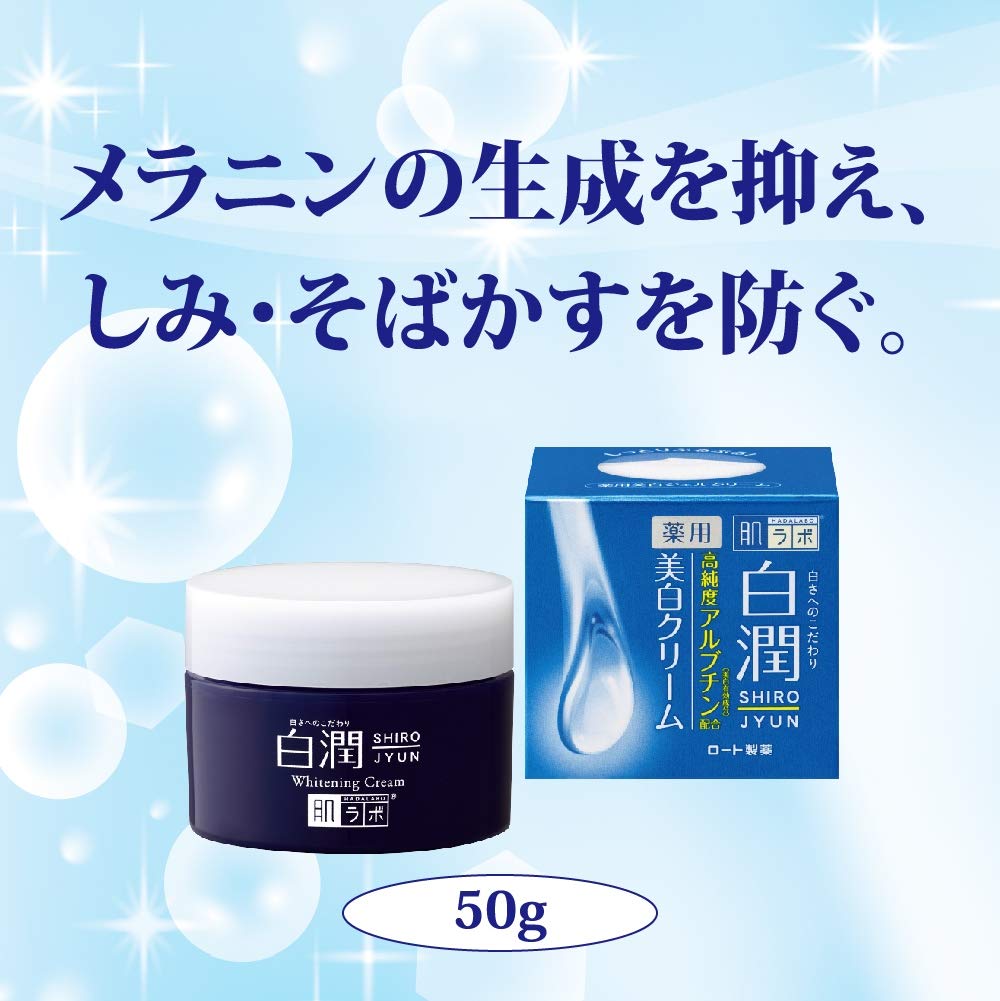 メラニンの生成を抑え、
しみ・そばかすを防ぐ。
薬用
肌ラボ
HADALABO
白さへのこだわり
白潤
SHIRO
JYUN
高純度アルブチン
配合
美白クリーム
ロート製薬
白さへのこだわり
白潤
SHIRO
JYUN
Whitening Cream
HADALABO
肌ラボ®
50g